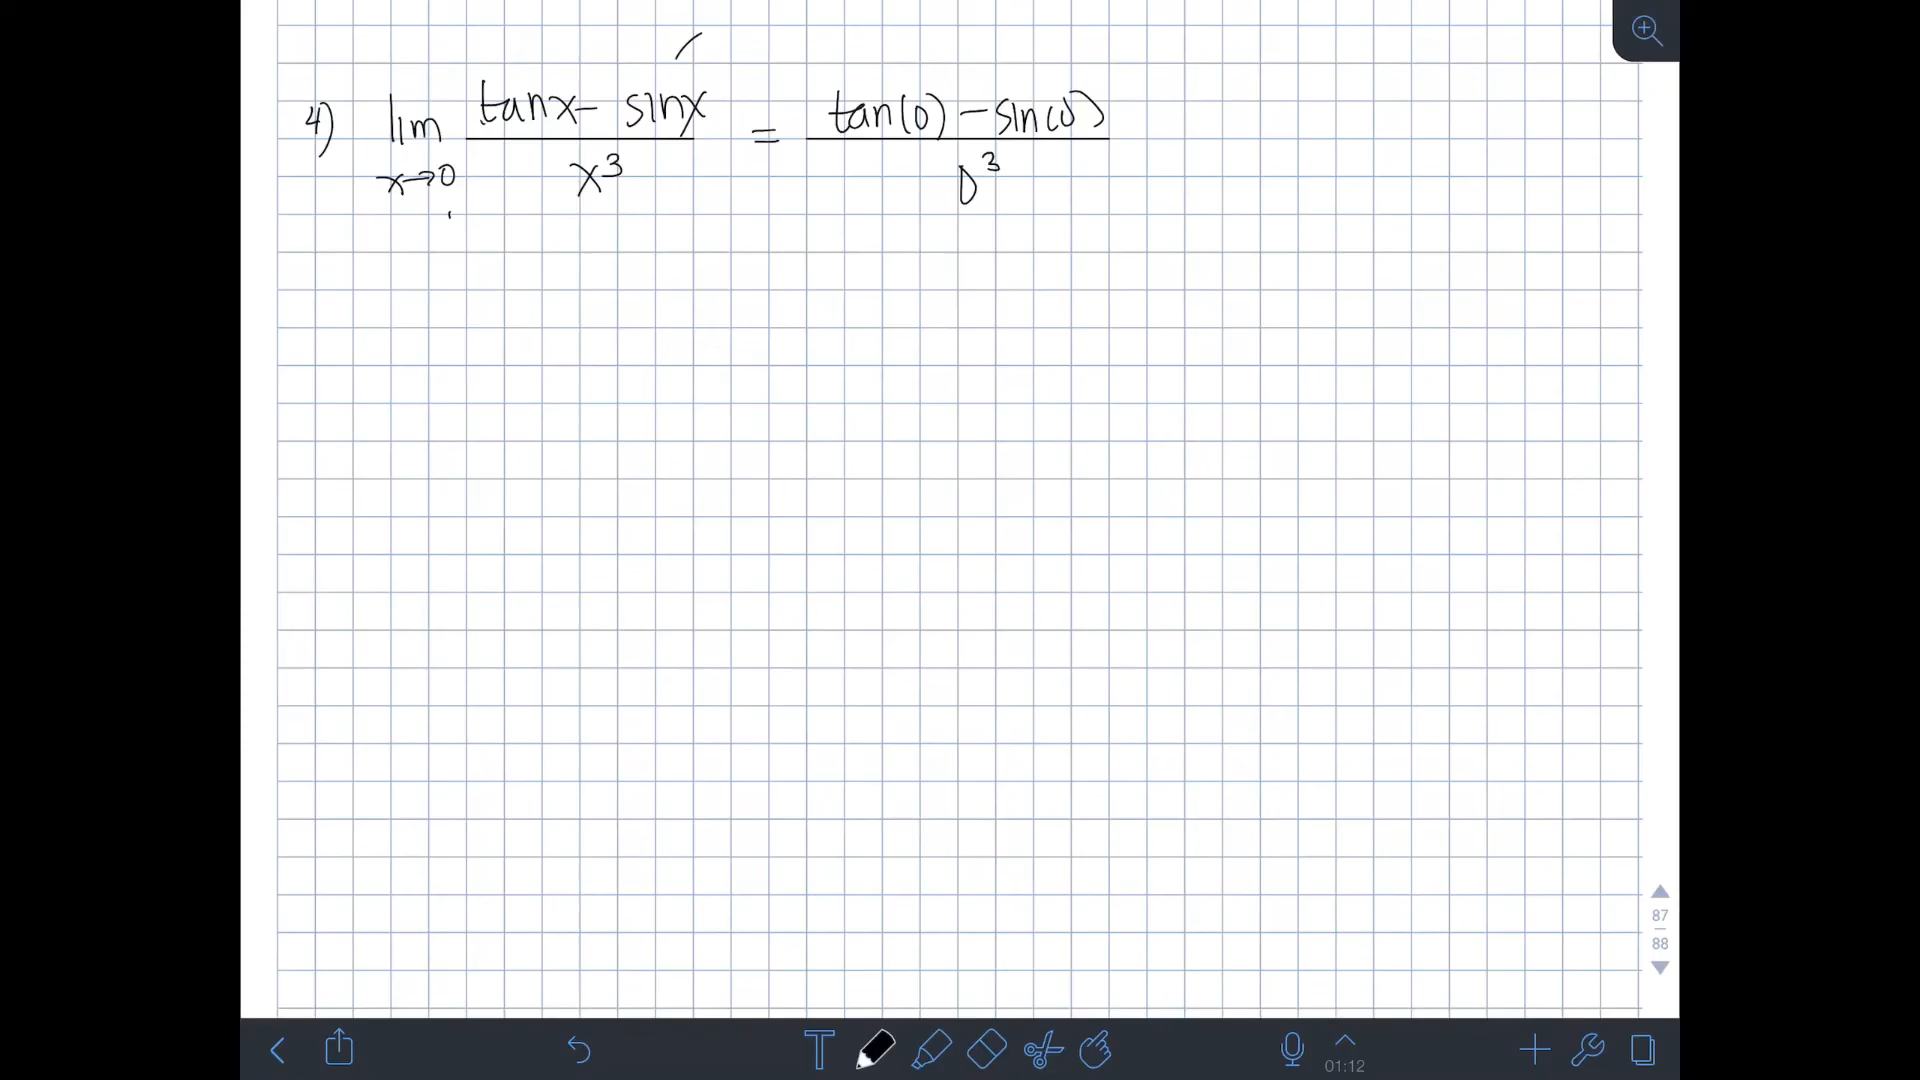 4) lim x→0 (tanx - sinx)/x³ = (tan(0) - sin(0))/0³
87
88
01:12